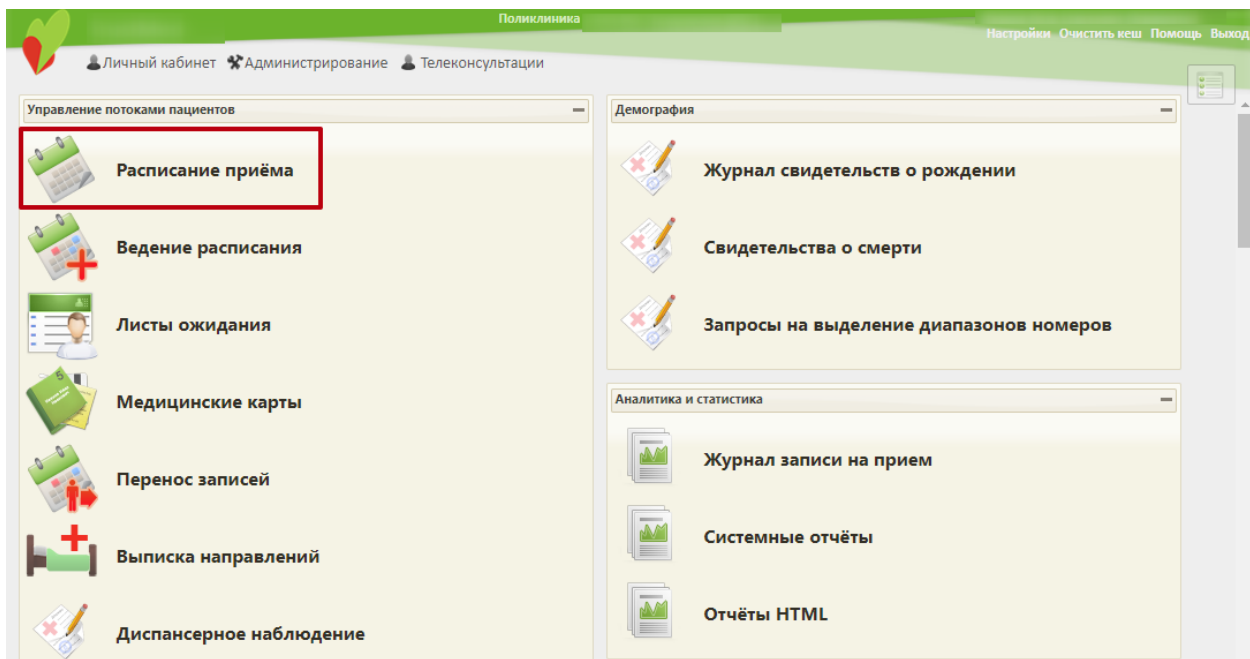 Поликлиника
Настройки Очистить кеш Помощь Выход
Личный кабинет Администрирование Телеконсультации
Управление потоками пациентов
Расписание приёма
Ведение расписания
Листы ожидания
5
Медицинские карты
Перенос записей
Выписка направлений
Диспансерное наблюдение
Демография
Журнал свидетельств о рождении
Свидетельства о смерти
Запросы на выделение диапазонов номеров
Аналитика и статистика
Журнал записи на прием
Системные отчёты
Отчёты HTML